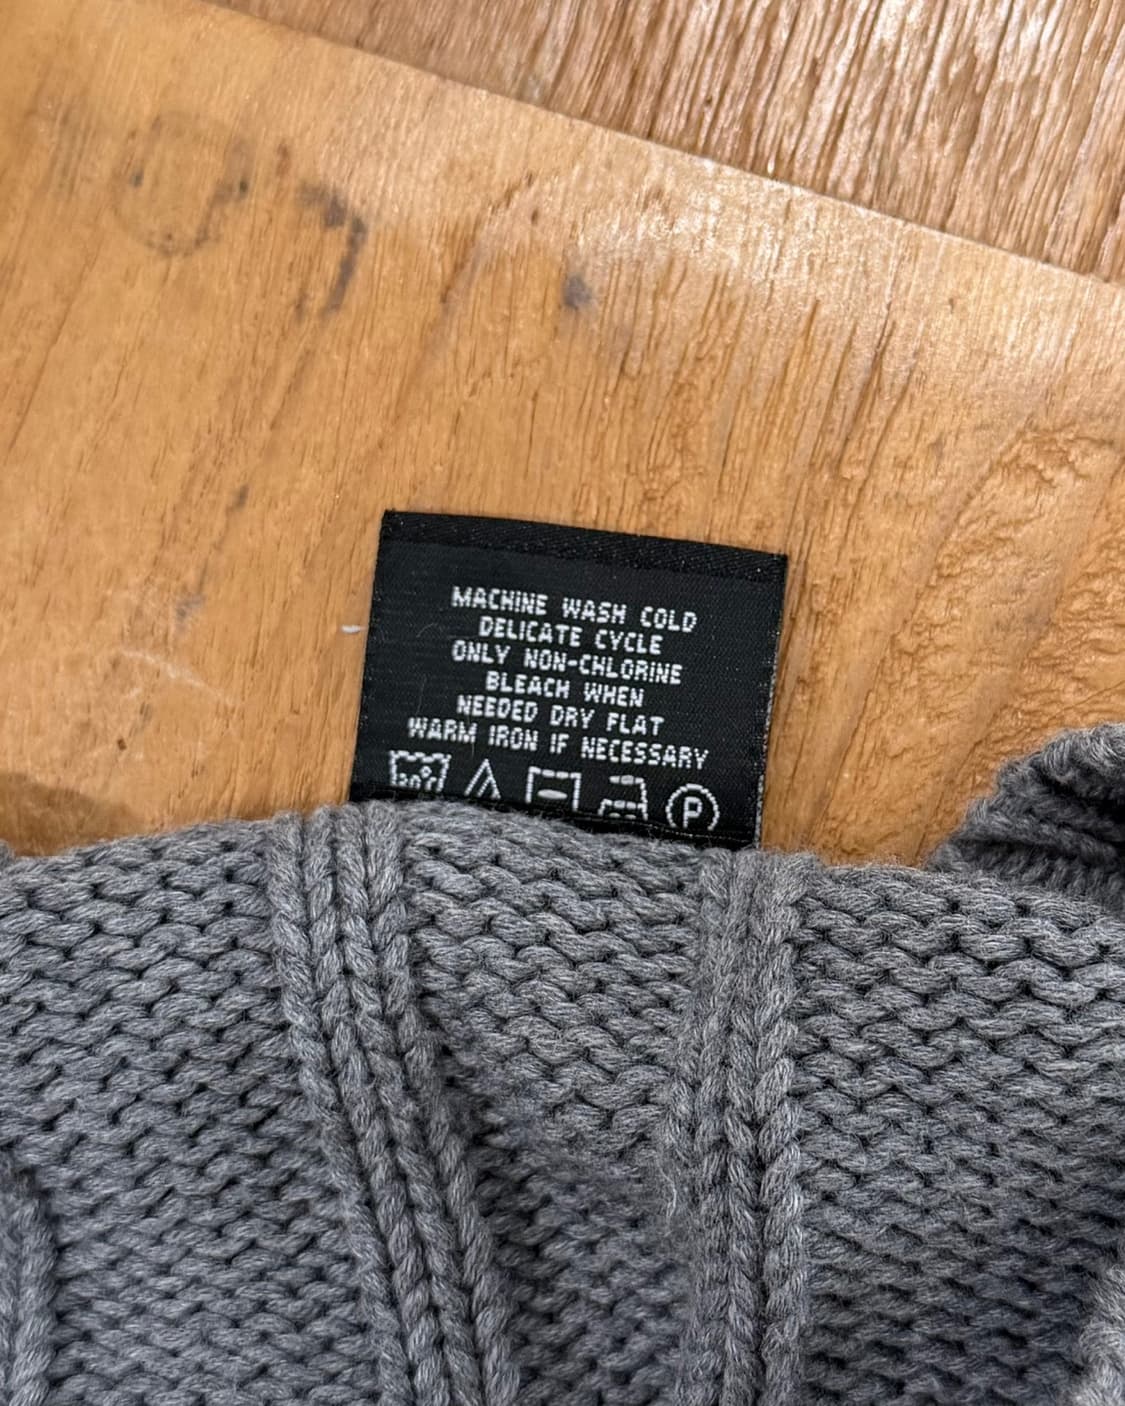 MACHINE WASH COLD
DELICATE CYCLE
ONLY NON-CHLORINE
BLEACH WHEN
NEEDED DRY FLAT
WARM IRON IF NECESSARY
P